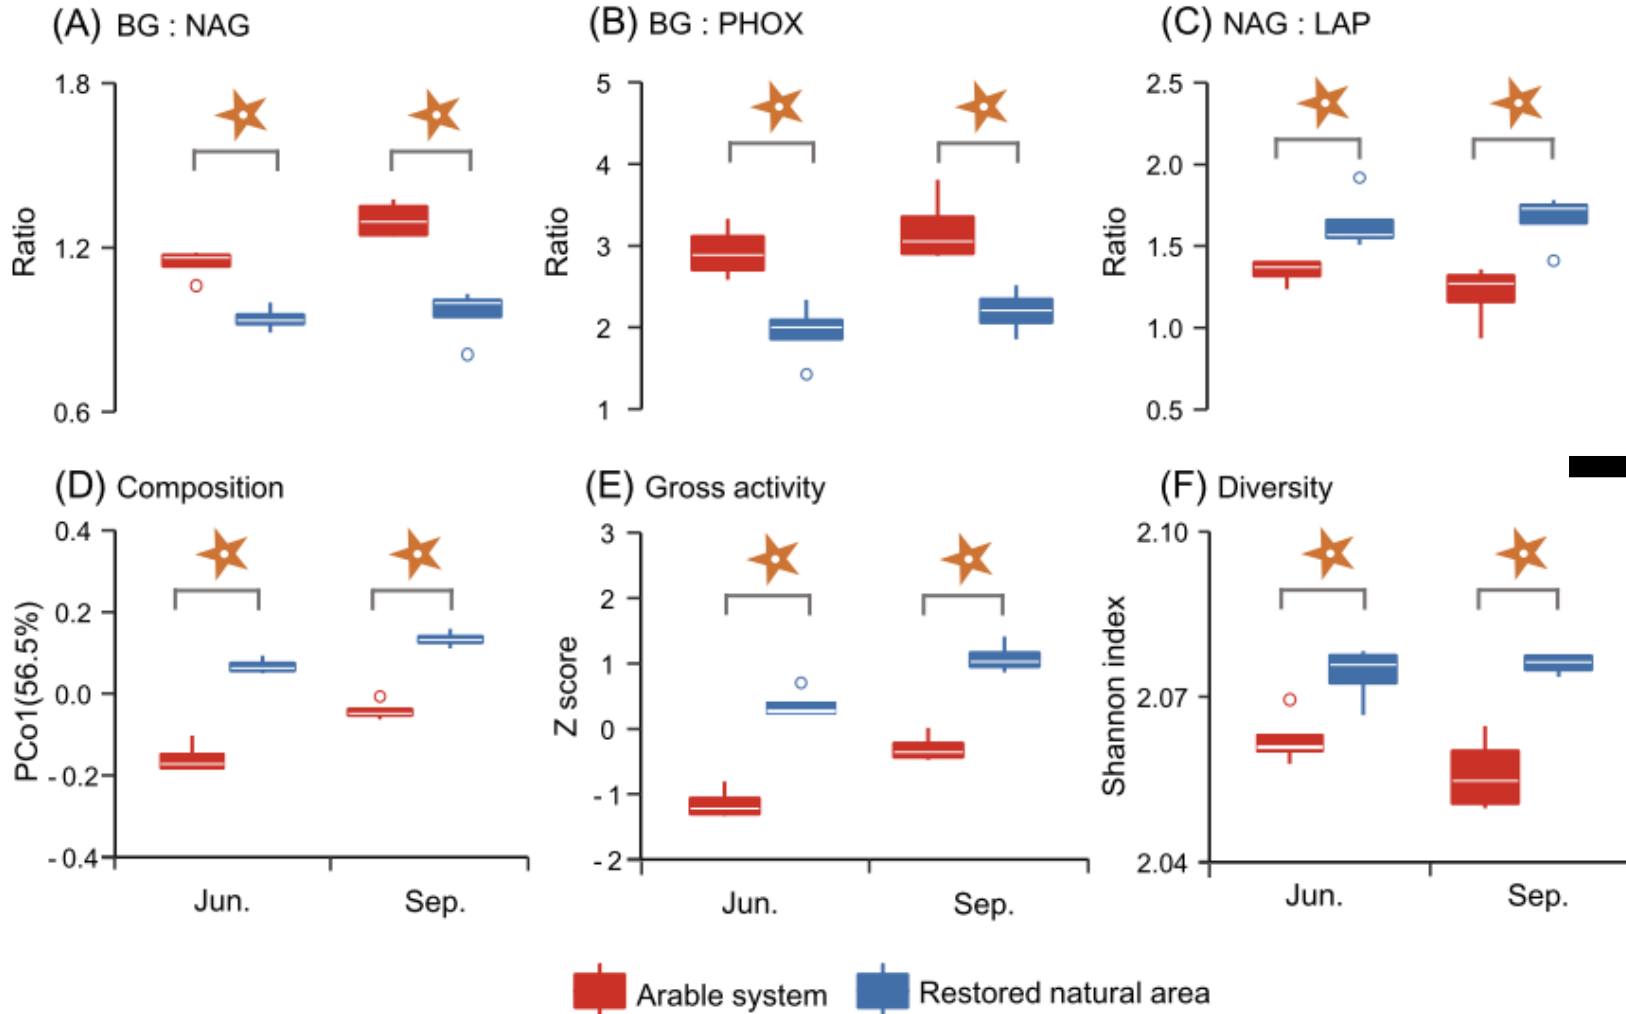 (A) BG : NAG
(B) BG : PHOX
(C) NAG : LAP
1.8
1.2
0.6
Ratio
5
4
3
2
1
Ratio
2.5
2.0
1.5
1.0
0.5
Ratio
(D) Composition
(E) Gross activity
(F) Diversity
0.4
0.2
0.0
-0.2
-0.4
PCo1(56.5%)
Jun.
Sep.
3
2
1
0
-1
-2
Z score
Jun.
Sep.
2.10
2.07
2.04
Shannon index
Jun.
Sep.
Arable system
Restored natural area